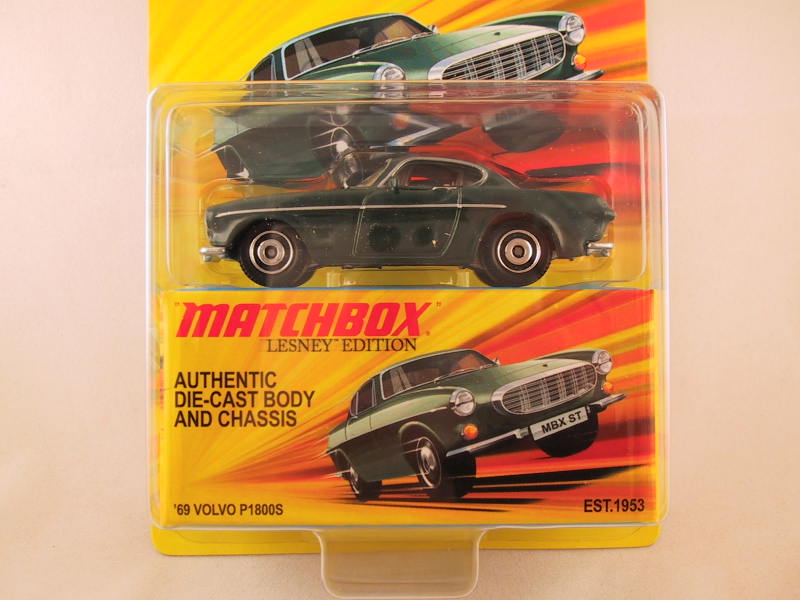 "MATCHBOX"
LESNEY EDITION
AUTHENTIC
DIE-CAST BODY
AND CHASSIS
MBX ST
'69 VOLVO P1800S
EST.1953